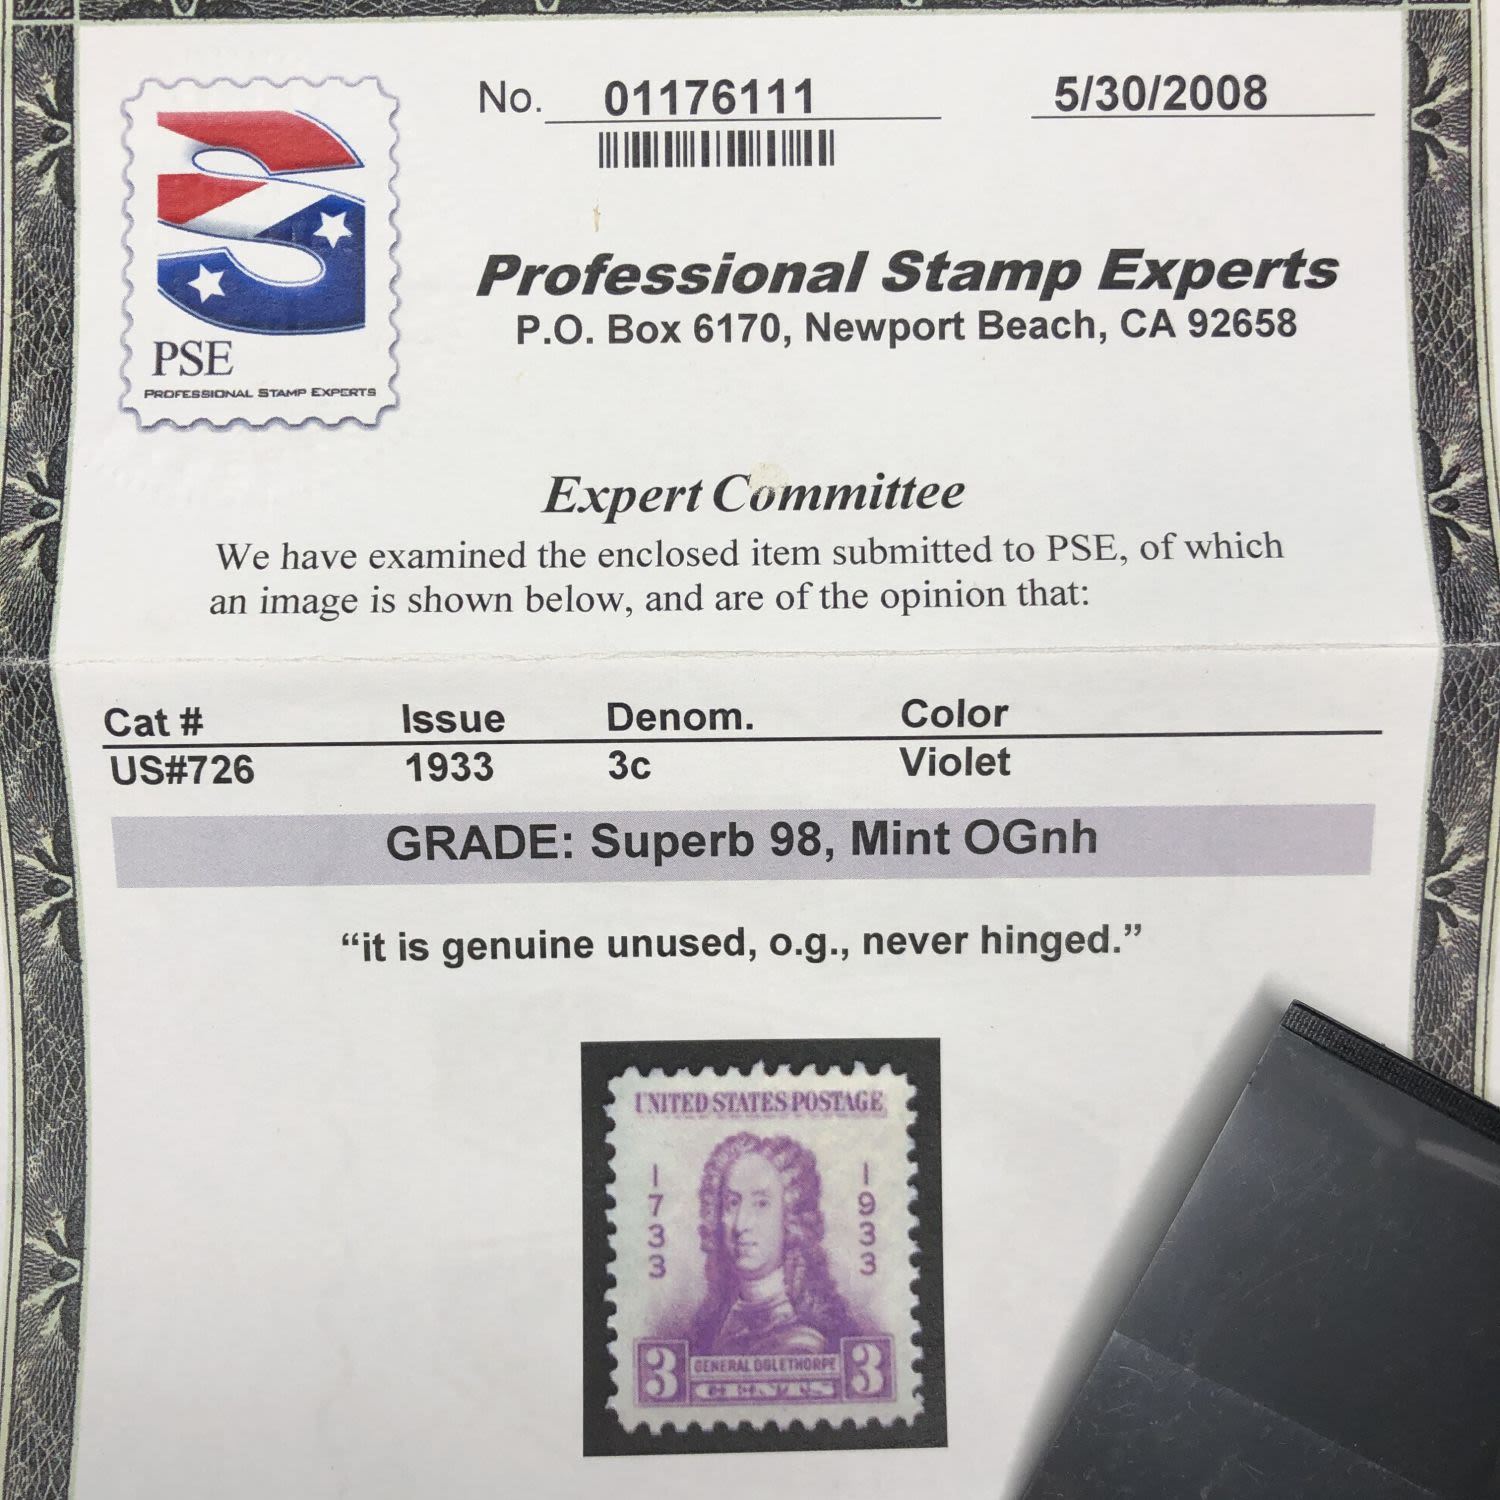 No. 01176111
5/30/2008
PSE
PROFESSIONAL STAMP EXPERTS
Professional Stamp Experts
P.O. Box 6170, Newport Beach, CA 92658
Expert Committee
We have examined the enclosed item submitted to PSE, of which
an image is shown below, and are of the opinion that:
Cat # Issue Denom. Color
US#726 1933 3c Violet
GRADE: Superb 98, Mint OGnh
“it is genuine unused, o.g., never hinged.”
UNITED STATES POSTAGE
1733
1933
3 GENERAL OGLETHORPE 3
CENTS